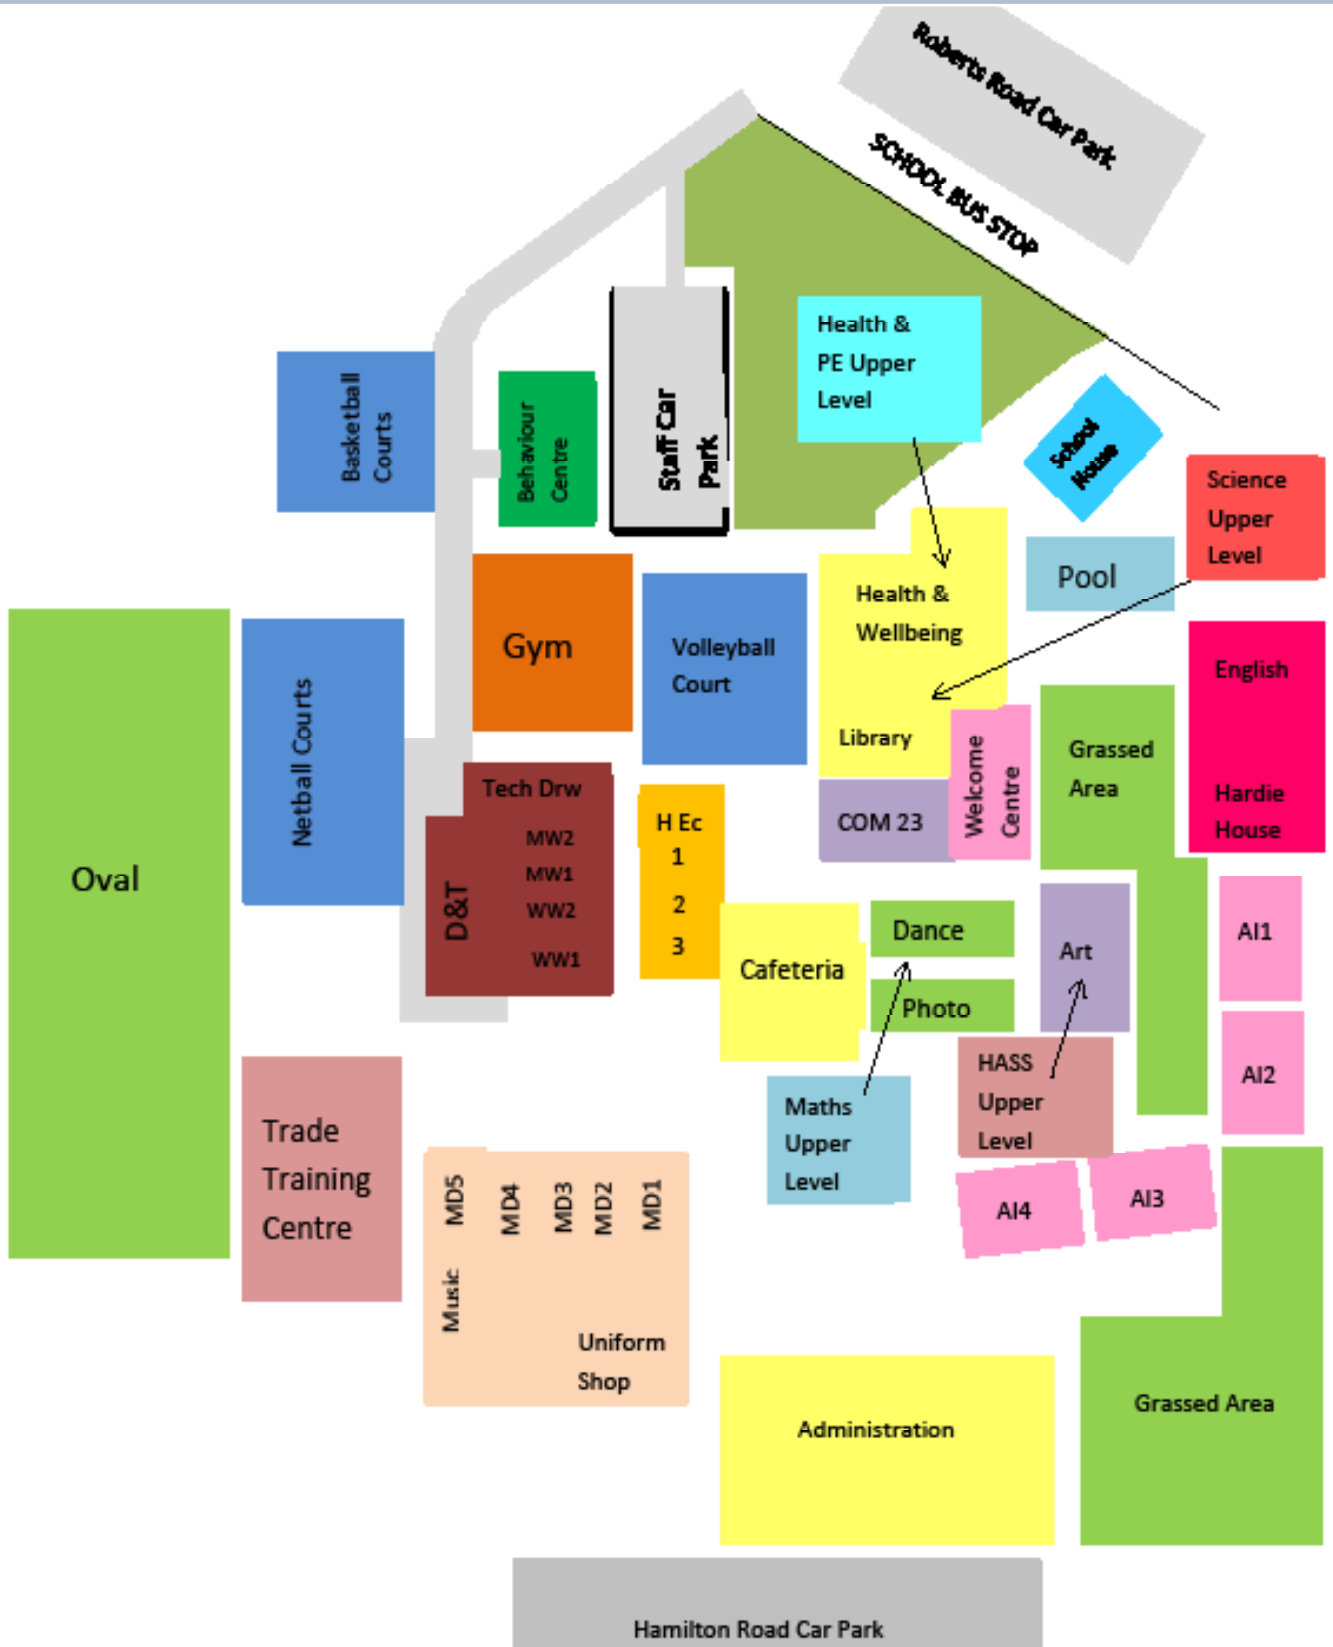 Roberts Road Car Park
SCHOOL BUS STOP
Health &
PE Upper
Level
Basketball
Courts
Behaviour
Centre
Staff Car
Park
School
House
Science
Upper
Level
Pool
Health &
Wellbeing
Library
Gym
Volleyball
Court
English
Hardie
House
Netball Courts
Grassed
Area
Welcome
Centre
COM 23
Tech Drw
MW2
MW1
WW2
WW1
D&T
H Ec
1
2
3
Oval
Cafeteria
Dance
Photo
Art
AI1
AI2
HASS
Upper
Level
Maths
Upper
Level
Trade
Training
Centre
MD5
MD4
MD3
MD2
MD1
Music
Uniform
Shop
AI4
AI3
Administration
Grassed Area
Hamilton Road Car Park